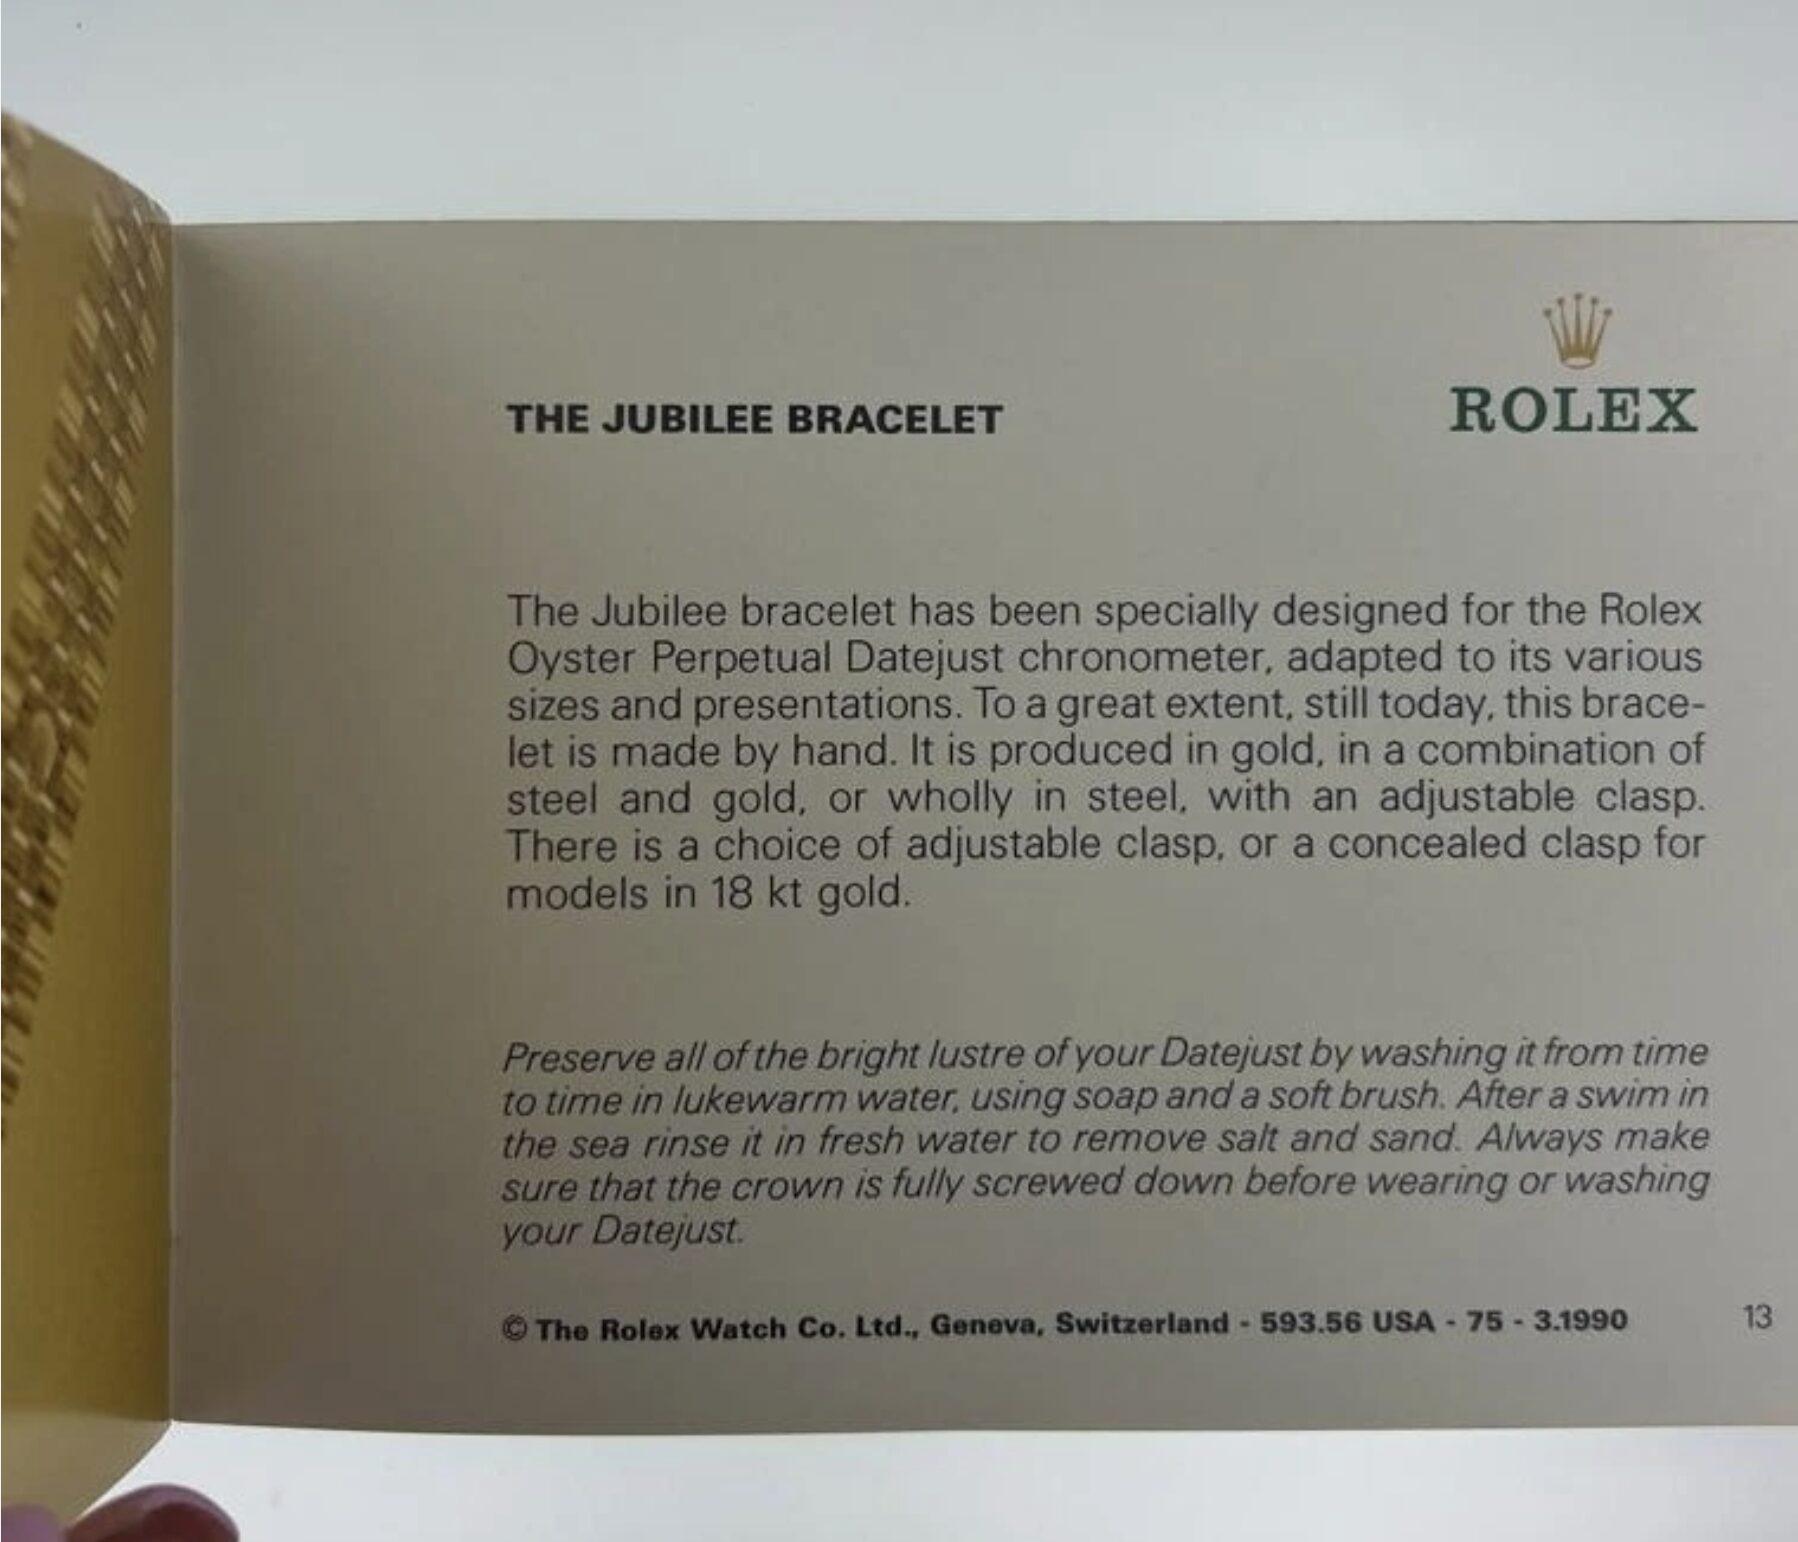 ROLEX
THE JUBILEE BRACELET
The Jubilee bracelet has been specially designed for the Rolex
Oyster Perpetual Datejust chronometer, adapted to its various
sizes and presentations. To a great extent, still today, this brace-
let is made by hand. It is produced in gold, in a combination of
steel and gold, or wholly in steel, with an adjustable clasp.
There is a choice of adjustable clasp, or a concealed clasp for
models in 18 kt gold.
Preserve all of the bright lustre of your Datejust by washing it from time
to time in lukewarm water, using soap and a soft brush. After a swim in
the sea rinse it in fresh water to remove salt and sand. Always make
sure that the crown is fully screwed down before wearing or washing
your Datejust.
© The Rolex Watch Co. Ltd., Geneva, Switzerland - 593.56 USA - 75 - 3.1990
13